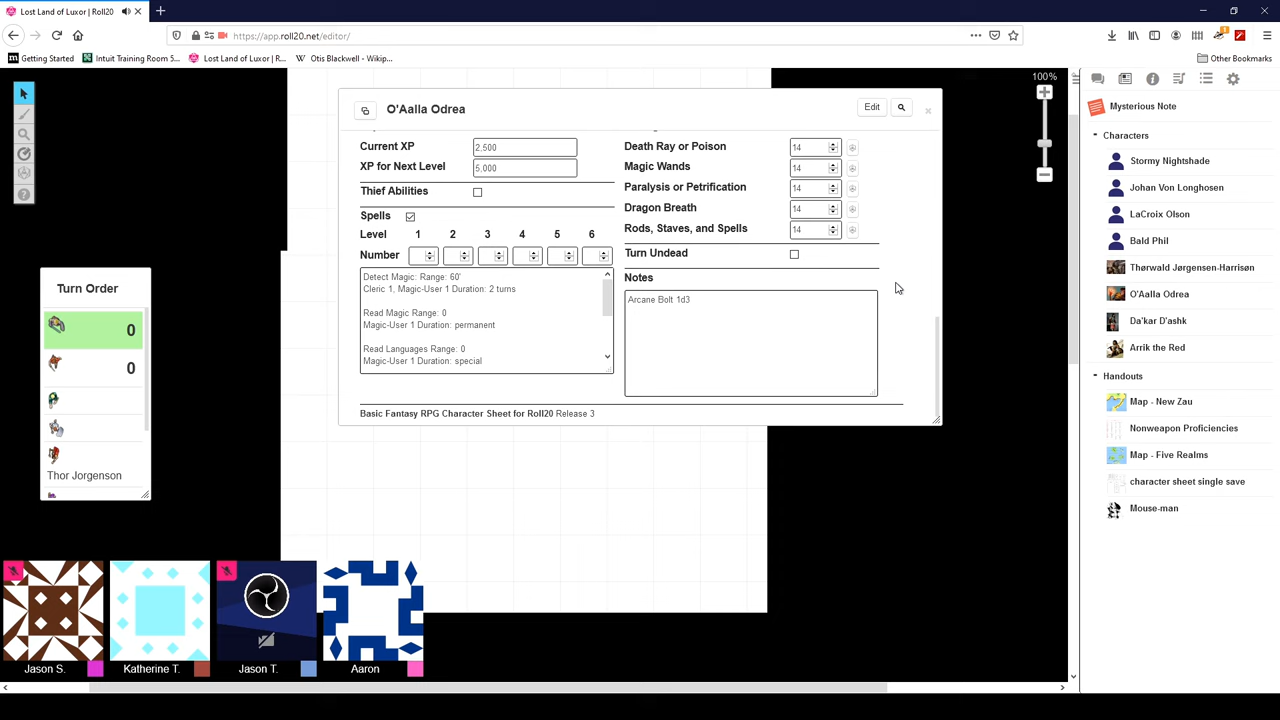 Lost Land of Luxor | Roll20
https://app.roll20.net/editor/
Getting Started
Intuit Training Room 5...
Lost Land of Luxor | R...
Otis Blackwell - Wikip...
Other Bookmarks
100%
O'Aalla Odrea
Edit
Current XP
2,500
XP for Next Level
5,000
Thief Abilities
Spells
Level 1 2 3 4 5 6
Number
Detect Magic: Range: 60'
Cleric 1, Magic-User 1 Duration: 2 turns
Read Magic Range: 0
Magic-User 1 Duration: permanent
Read Languages Range: 0
Magic-User 1 Duration: special
Death Ray or Poison 14
Magic Wands 14
Paralysis or Petrification 14
Dragon Breath 14
Rods, Staves, and Spells 14
Turn Undead
Notes
Arcane Bolt 1d3
Basic Fantasy RPG Character Sheet for Roll20 Release 3
Turn Order
0
0
Thor Jorgenson
Jason S.
Katherine T.
Jason T.
Aaron
Mysterious Note
Characters
Stormy Nightshade
Johan Von Longhosen
LaCroix Olson
Bald Phil
Thørwald Jørgensen-Harrisøn
O'Aalla Odrea
Da'kar D'ashk
Arrik the Red
Handouts
Map - New Zau
Nonweapon Proficiencies
Map - Five Realms
character sheet single save
Mouse-man